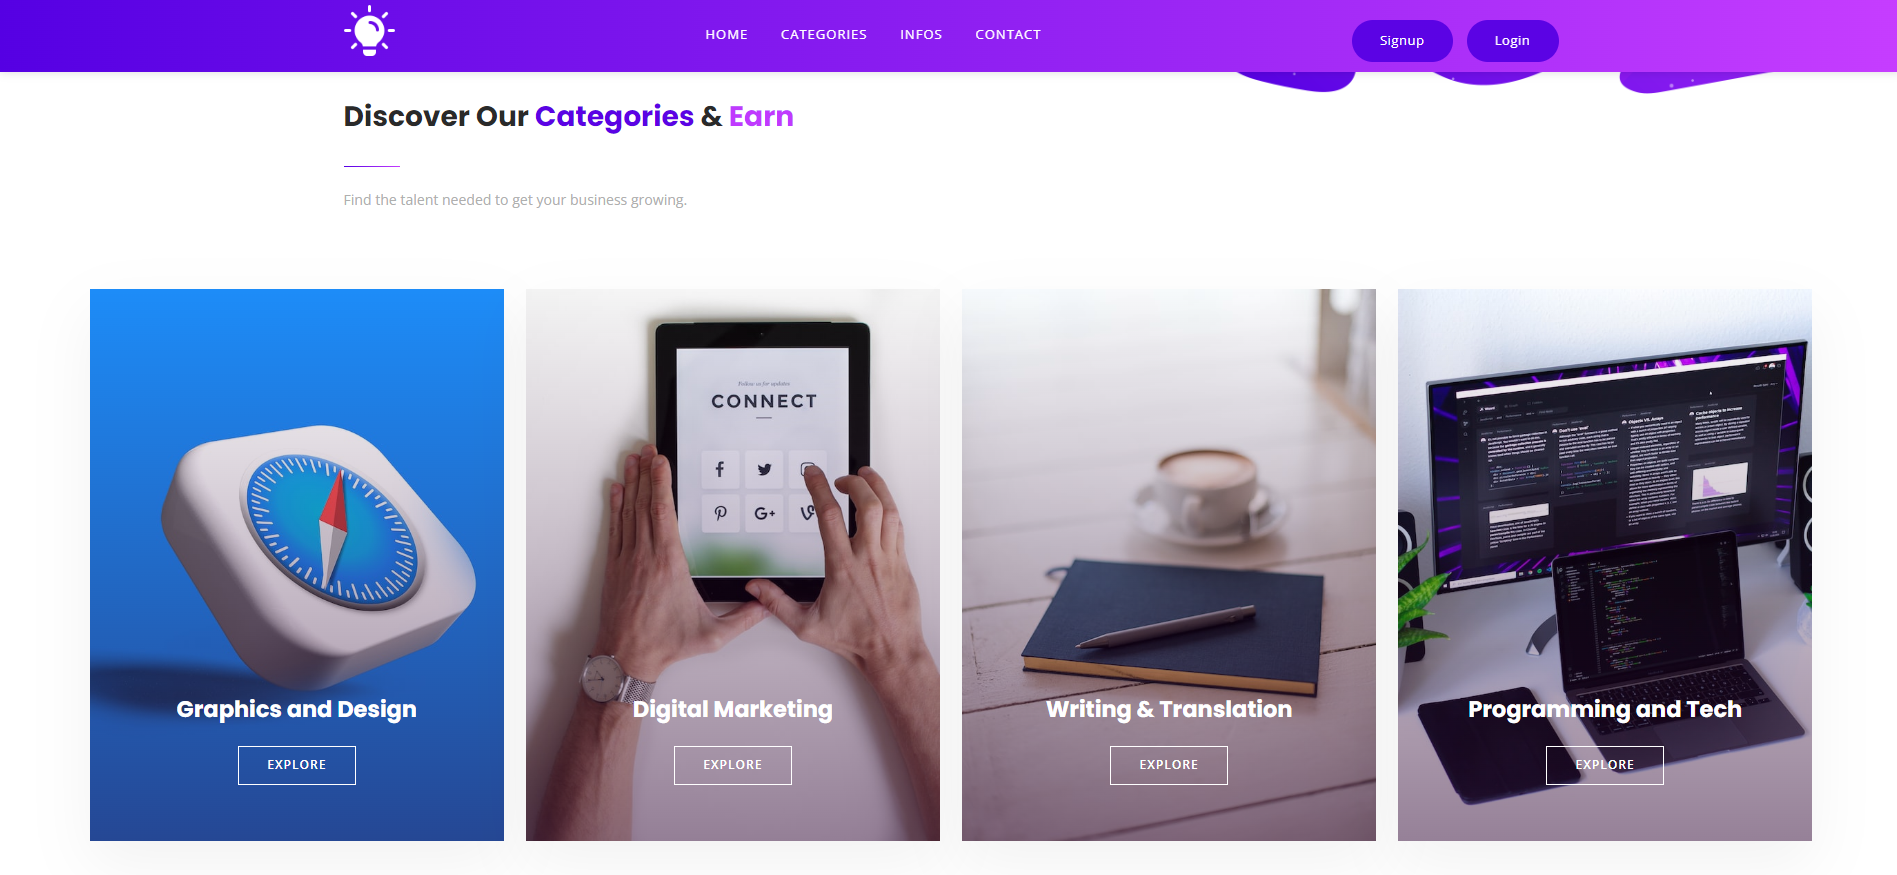 HOME CATEGORIES INFOS CONTACT Signup Login
Discover Our Categories & Earn
Find the talent needed to get your business growing.
Follow us for updates
CONNECT
G+
Graphics and Design
EXPLORE
Digital Marketing
EXPLORE
Writing & Translation
EXPLORE
Programming and Tech
EXPLORE